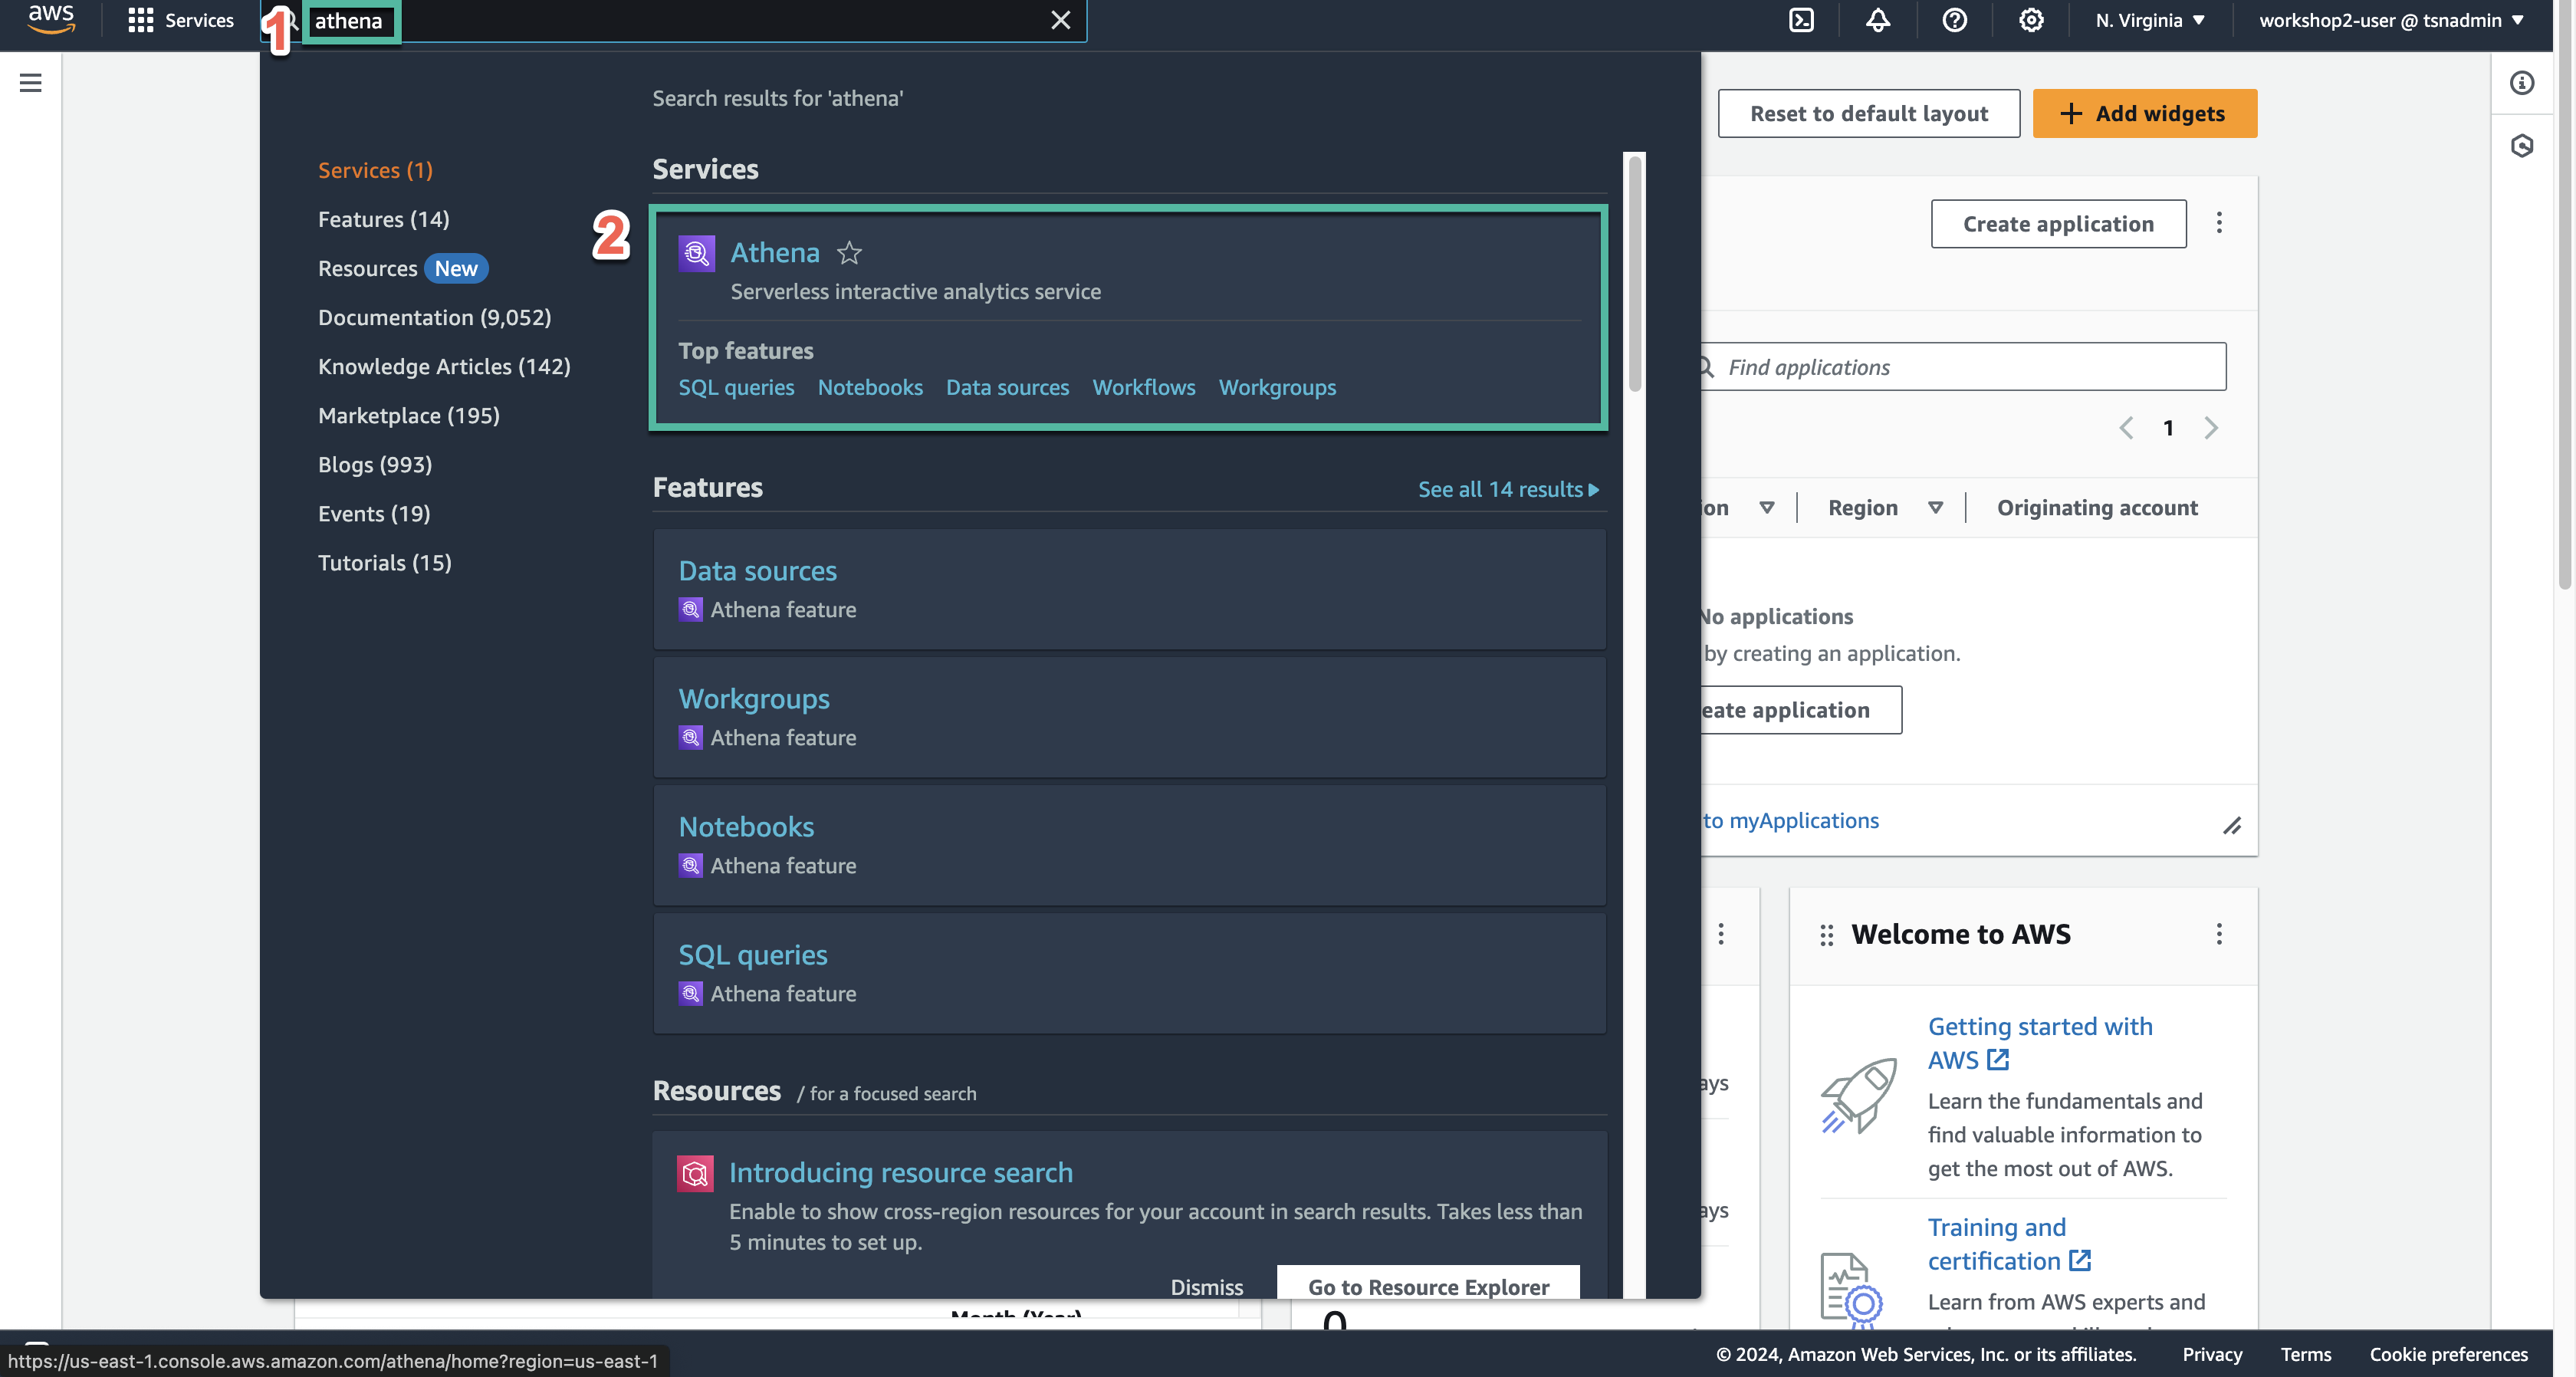 aws
Services
1
athena
N. Virginia
workshop2-user @ tsnadmin
Search results for 'athena'
Services (1)
Features (14)
Resources New
Documentation (9,052)
Knowledge Articles (142)
Marketplace (195)
Blogs (993)
Events (19)
Tutorials (15)
Services
2
Athena
Serverless interactive analytics service
Top features
SQL queries Notebooks Data sources Workflows Workgroups
Features
See all 14 results
Data sources
Athena feature
Workgroups
Athena feature
Notebooks
Athena feature
SQL queries
Athena feature
Resources / for a focused search
Introducing resource search
Enable to show cross-region resources for your account in search results. Takes less than
5 minutes to set up.
Dismiss
Go to Resource Explorer
Reset to default layout
+ Add widgets
Create application
Find applications
1
ion
Region
Originating account
No applications
by creating an application.
eate application
to myApplications
ays
ays
Welcome to AWS
Getting started with
AWS
Learn the fundamentals and
find valuable information to
get the most out of AWS.
Training and
certification
Learn from AWS experts and
Month (Year)
0
https://us-east-1.console.aws.amazon.com/athena/home?region=us-east-1
© 2024, Amazon Web Services, Inc. or its affiliates.
Privacy
Terms
Cookie preferences